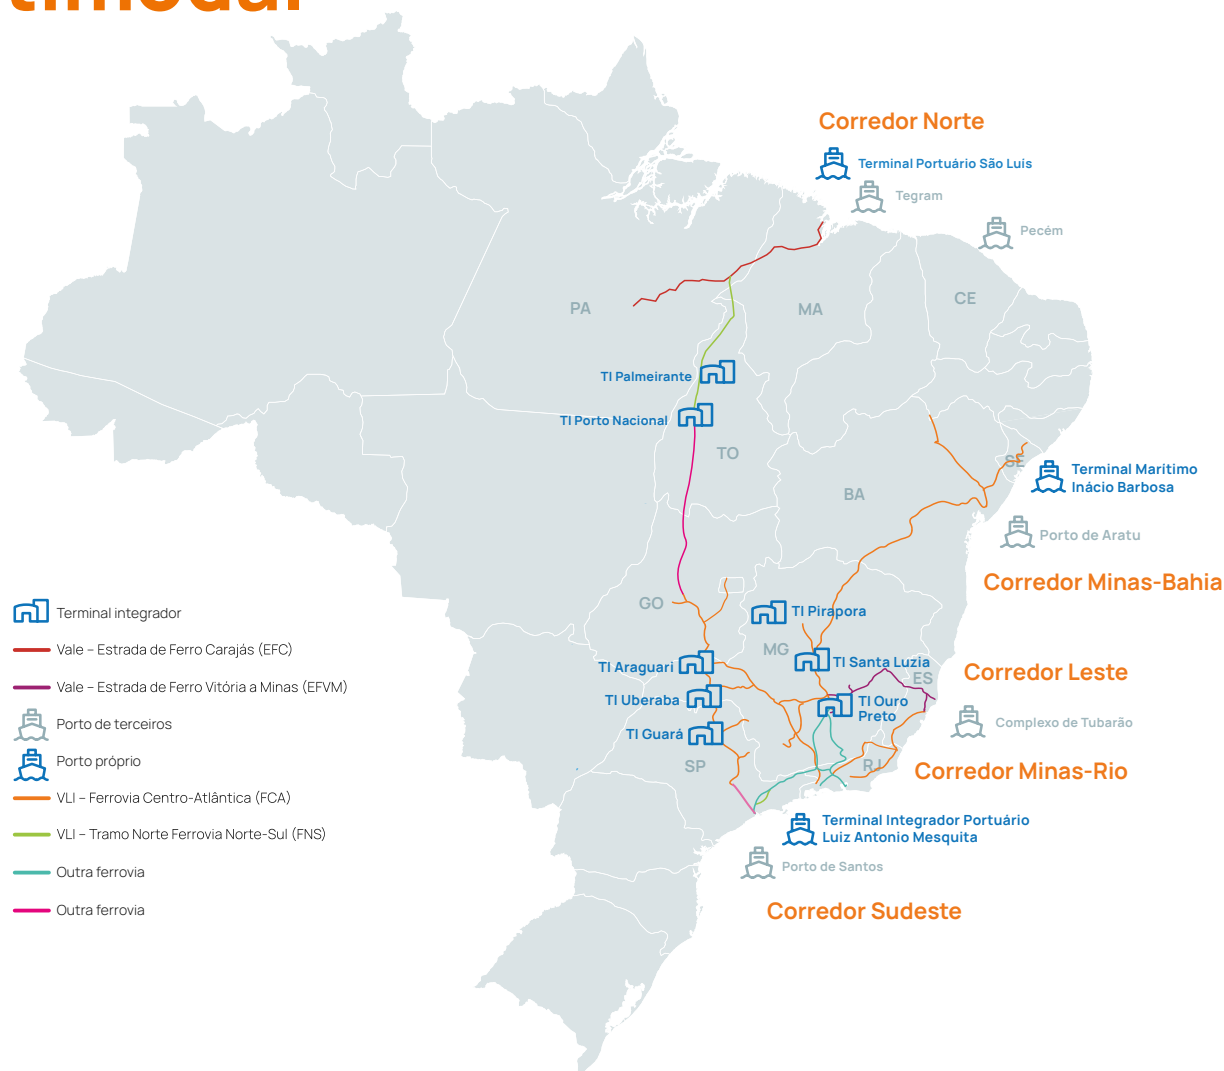 timodal
Corredor Norte
Terminal Portuário São Luís
Tegram
Pecém
PA
MA
CE
TI Palmeirante
TI Porto Nacional
TO
SE
Terminal Marítimo
Inácio Barbosa
BA
Porto de Aratu
Corredor Minas-Bahia
GO
TI Pirapora
MG
TI Araguari
TI Santa Luzia
Corredor Leste
ES
TI Uberaba
TI Ouro
Preto
Complexo de Tubarão
TI Guará
SP
RJ
Corredor Minas-Rio
Terminal Integrador Portuário
Luiz Antonio Mesquita
Porto de Santos
Corredor Sudeste
Terminal integrador
Vale – Estrada de Ferro Carajás (EFC)
Vale – Estrada de Ferro Vitória a Minas (EFVM)
Porto de terceiros
Porto próprio
VLI – Ferrovia Centro-Atlântica (FCA)
VLI – Tramo Norte Ferrovia Norte-Sul (FNS)
Outra ferrovia
Outra ferrovia